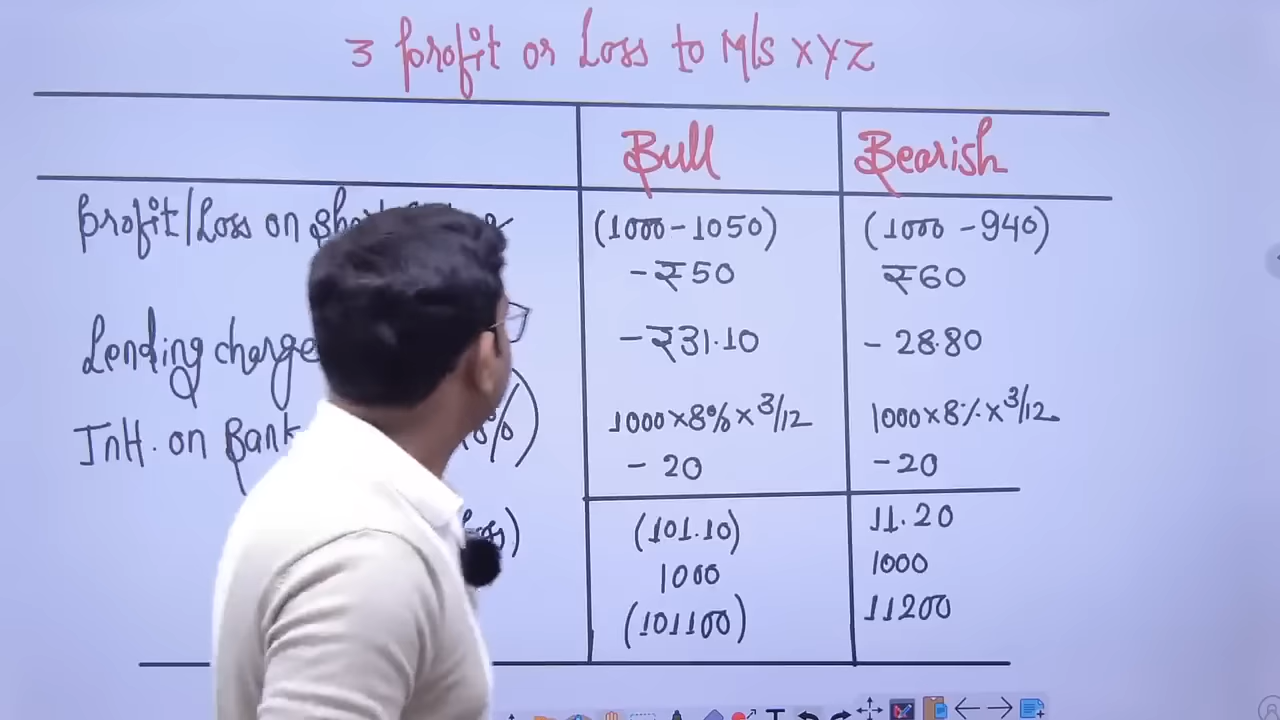 3 Profit or Loss to M/s XYZ
Bull Bearish
Profit/Loss on (1000-1050) (1000-940)
-₹50 ₹60
Lending charge -₹31.10 -28.80
Int. on Bank 8%) 1000×8%×3/12 1000×8%×3/12
-20 -20
(101.10) 11.20
1000 1000
(101100) 11200